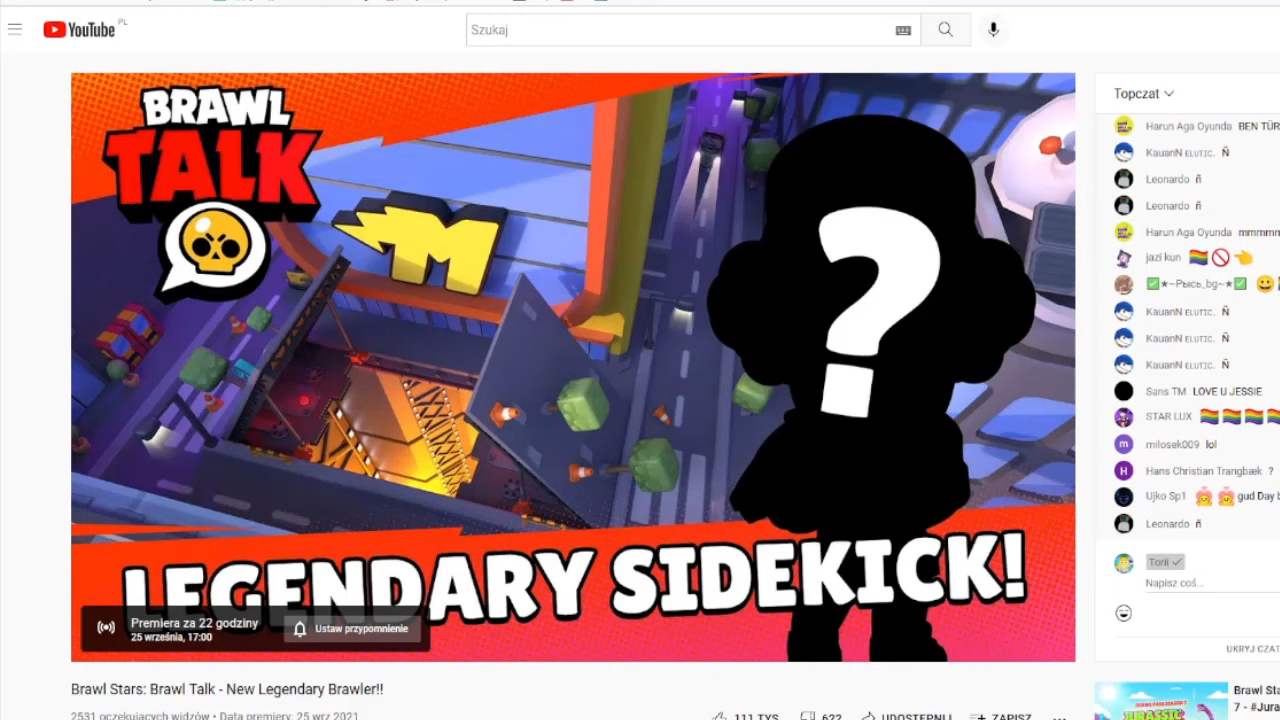 YouTube PL
Szukaj
BRAWL
TALK
M
?
LEGENDARY SIDEKICK!
Premiera za 22 godziny
25 września, 17:00
Ustaw przypomnienie
Brawl Stars: Brawl Talk - New Legendary Brawler!!
2531 oczekujących widzów • Data premiery: 25 wrz 2021
111 TYS.
622
UDOSTĘPNIJ
ZAPISZ
Topczat
Harun Aga Oyunda BEN TÜR
KauanN ELUTIC. Ñ
Leonardo ñ
Leonardo ñ
Harun Aga Oyunda mmmmm
jazi kun 🏳️‍🌈🚫👈
✅★~Рысь_bg~★✅ 😀
KauanN ELUTIC. Ñ
KauanN ELUTIC. Ñ
KauanN ELUTIC. Ñ
Sans TM LOVE U JESSIE
STAR LUX 🏳️‍🌈🏳️‍🌈🏳️‍🌈🏳️‍🌈
m milosek009 lol
H Hans Christian Trangbæk ?
Ujko Sp1 gud Day
Leonardo ñ
Torii
Napisz coś...
UKRYJ CZAT
Brawl Sta
7 - #Jura
JURASSIC